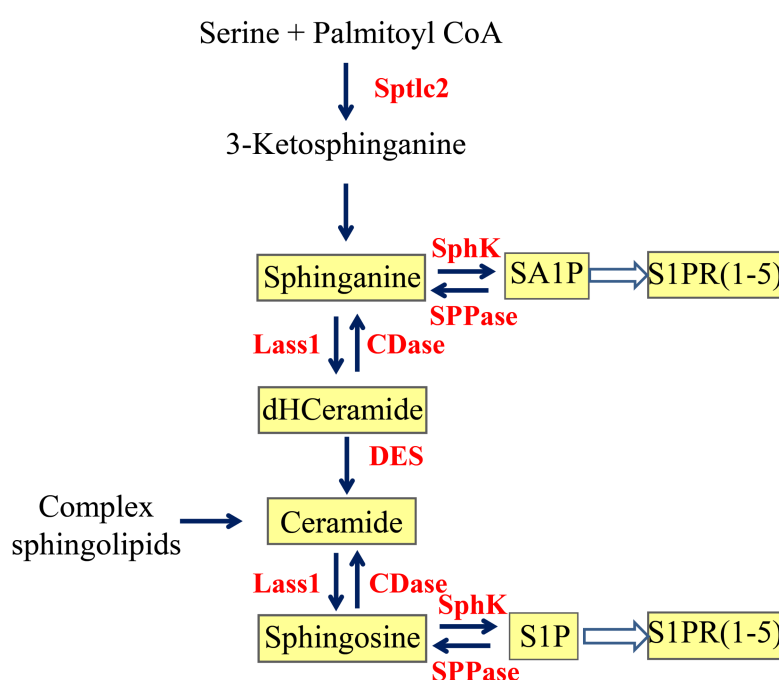 Serine + Palmitoyl CoA
Sptlc2
3-Ketosphinganine
SphK
Sphinganine
SA1P
S1PR(1-5)
SPPase
Lass1
CDase
dHCeramide
DES
Complex
sphingolipids
Ceramide
Lass1
CDase
SphK
Sphingosine
S1P
S1PR(1-5)
SPPase